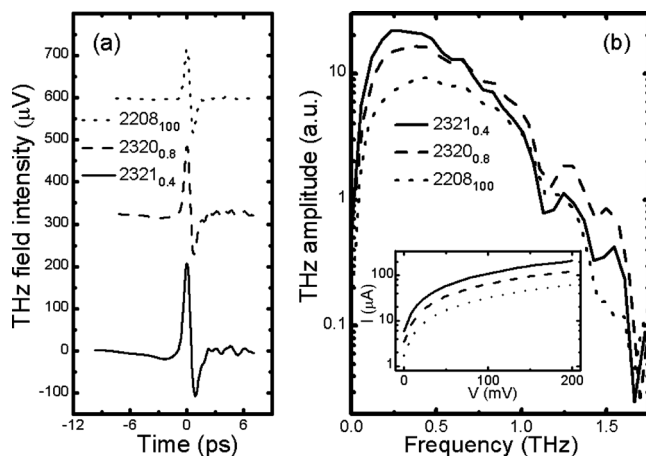 (a)
THz field intensity (μV)
700
600
500
400
300
200
100
0
-100
2208100
23200.8
23210.4
-12 -6 0 6
Time (ps)
(b)
THz amplitude (a.u.)
10
1
0.1
23210.4
23200.8
2208100
I (μA)
100
10
1
0 100 200
V (mV)
0.0 0.5 1.0 1.5
Frequency (THz)